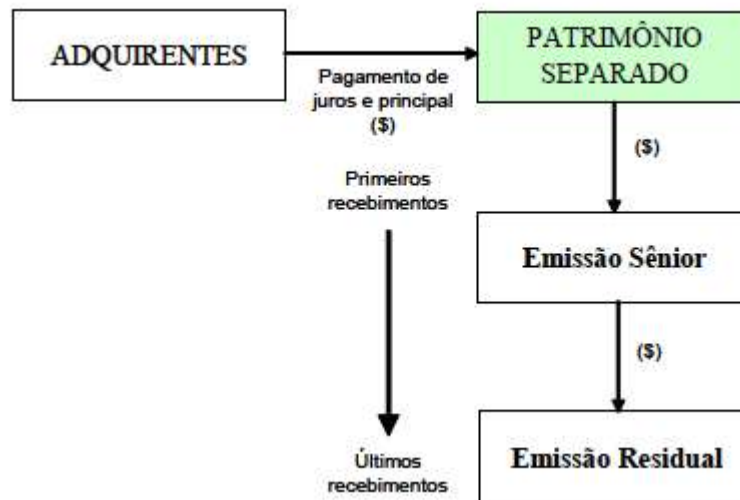 ADQUIRENTES
PATRIMÔNIO
SEPARADO
Pagamento de
juros e principal
($)
($)
Primeiros
recebimentos
Emissão Sênior
($)
Últimos
recebimentos
Emissão Residual